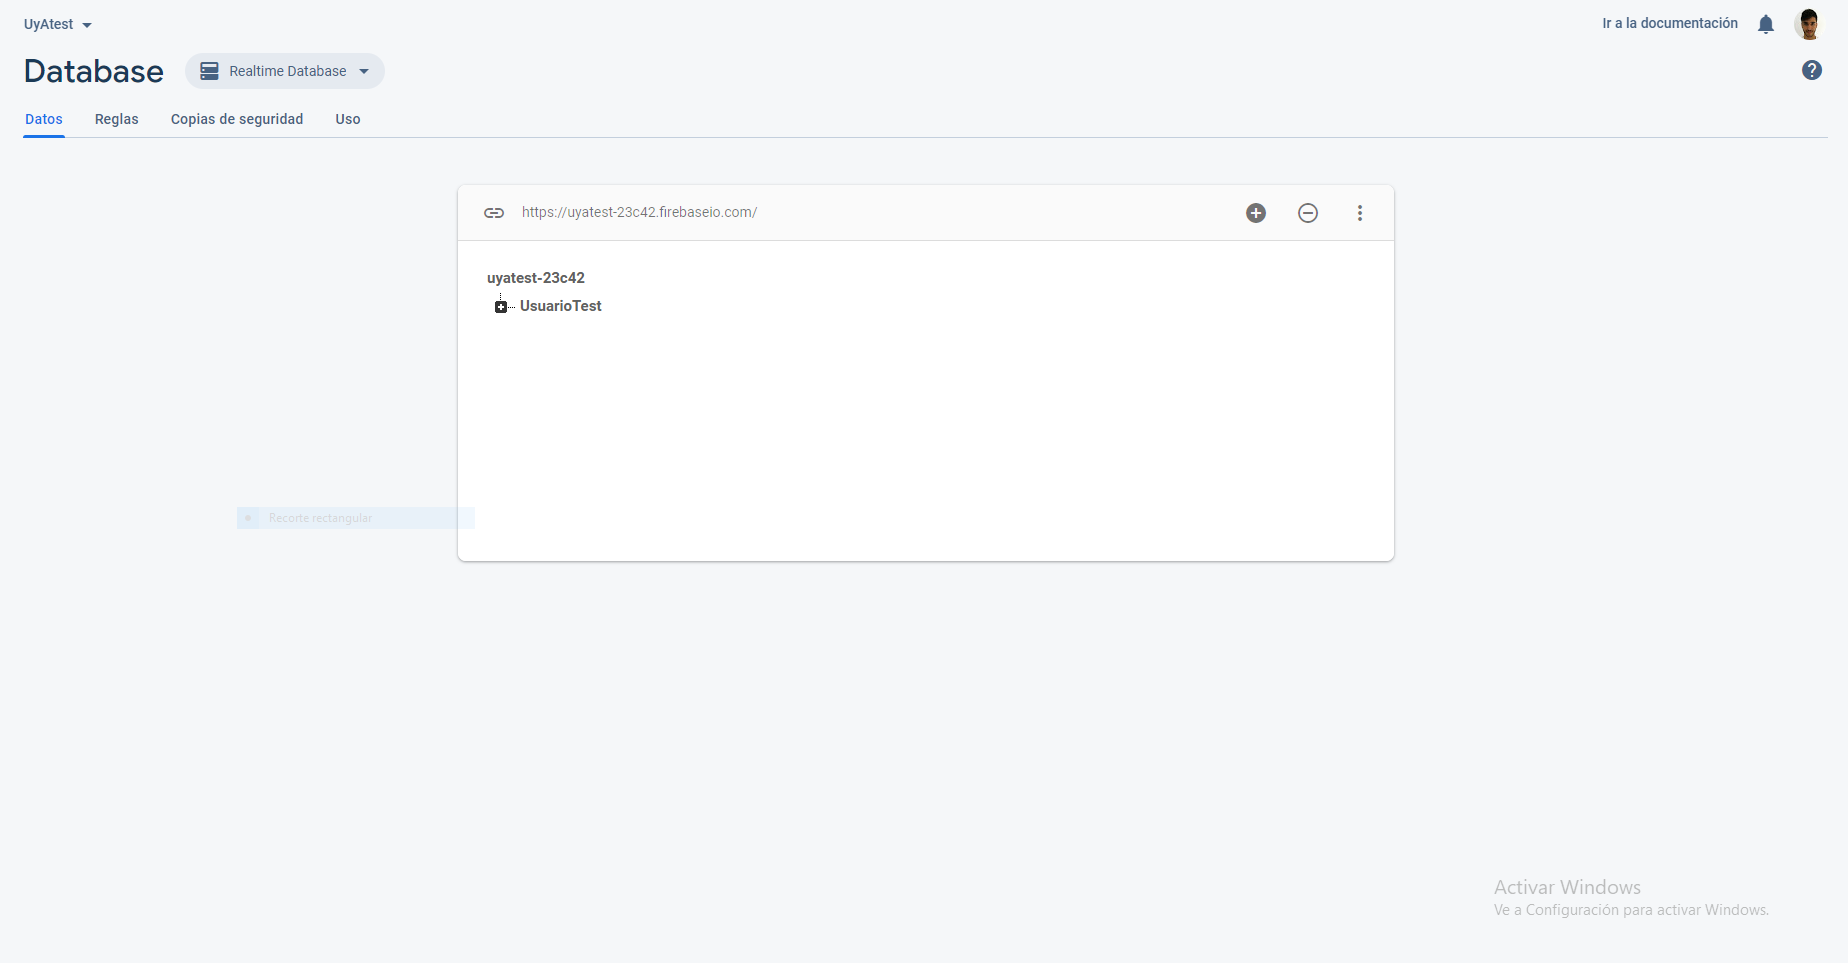 UyAtest
Ir a la documentación
Database
Realtime Database
Datos
Reglas
Copias de seguridad
Uso
https://uyatest-23c42.firebaseio.com/
uyatest-23c42
UsuarioTest
Recorte rectangular
Activar Windows
Ve a Configuración para activar Windows.